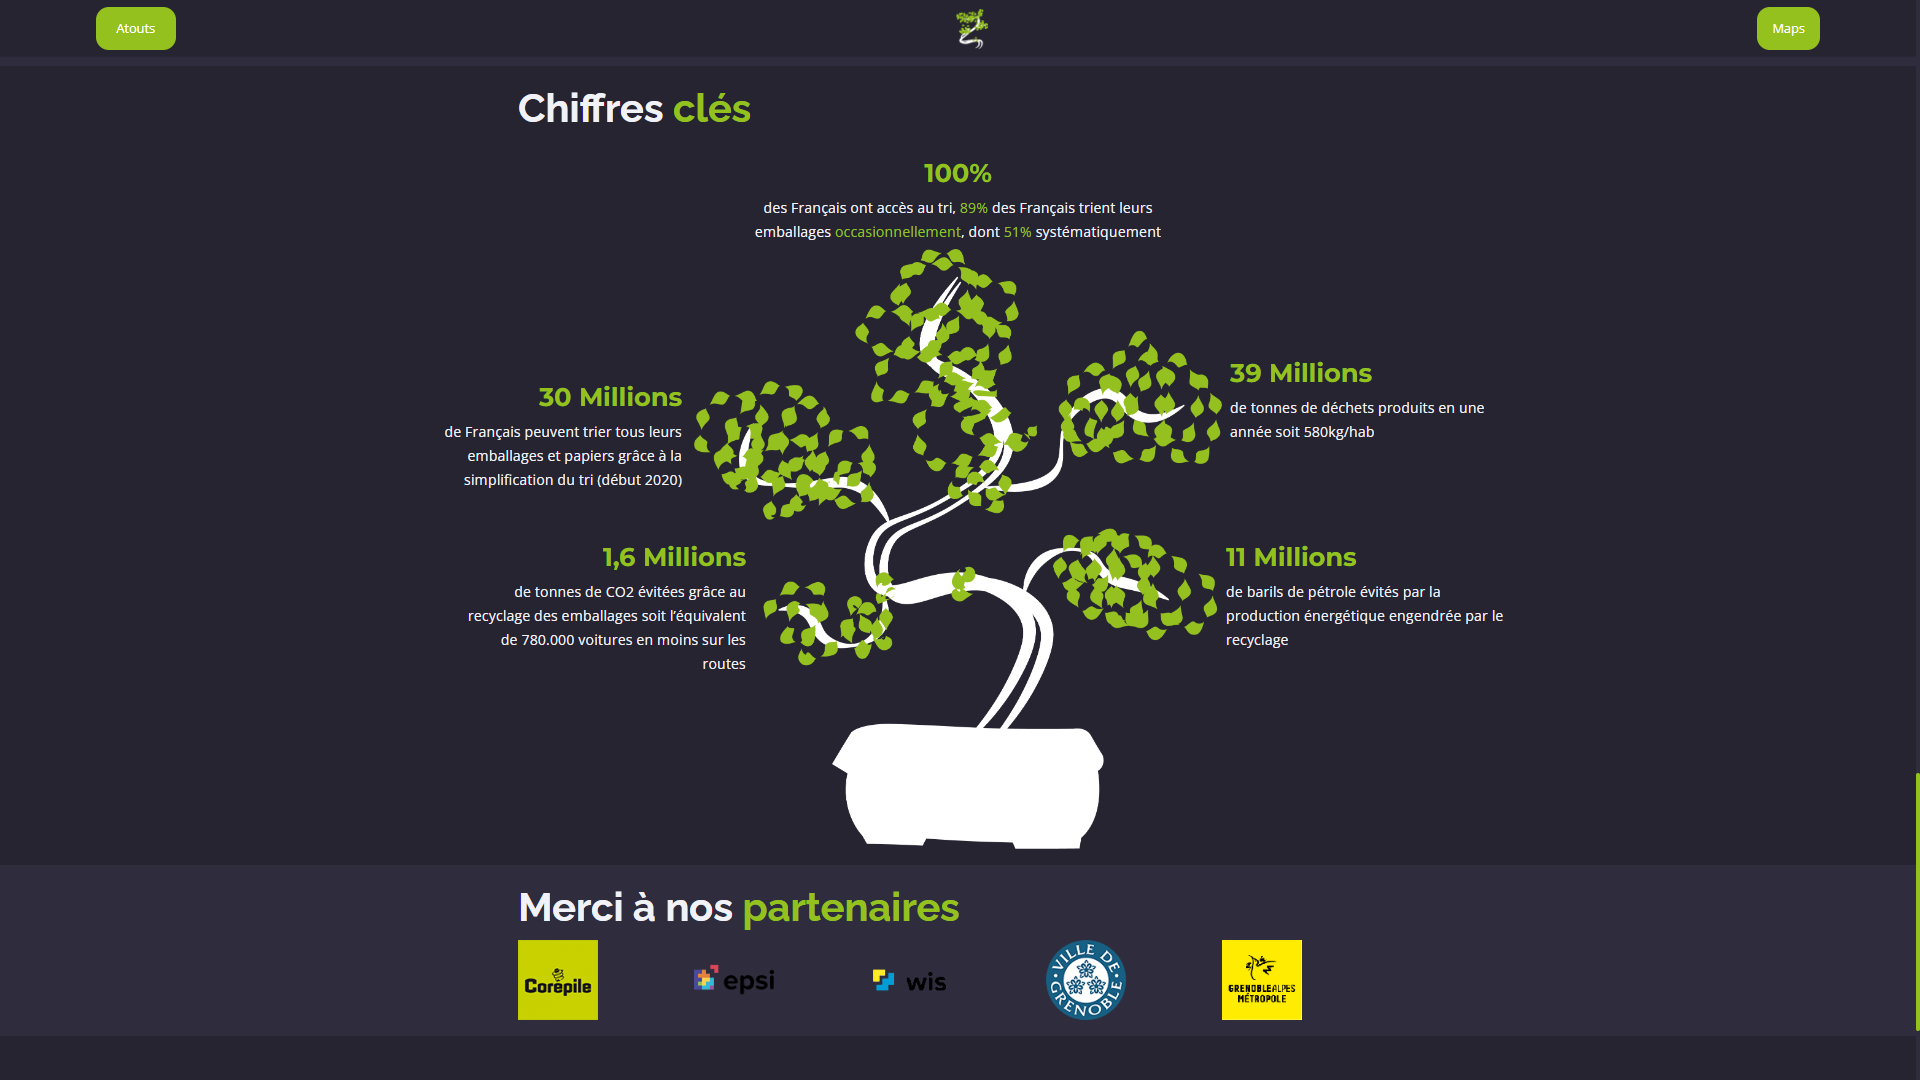 Atouts
Maps
Chiffres clés
100%
des Français ont accès au tri, 89% des Français trient leurs
emballages occasionnellement, dont 51% systématiquement
30 Millions
de Français peuvent trier tous leurs
emballages et papiers grâce à la
simplification du tri (début 2020)
39 Millions
de tonnes de déchets produits en une
année soit 580kg/hab
1,6 Millions
de tonnes de CO2 évitées grâce au
recyclage des emballages soit l'équivalent
de 780.000 voitures en moins sur les
routes
11 Millions
de barils de pétrole évités par la
production énergétique engendrée par le
recyclage
Merci à nos partenaires
Corepile
epsi
wis
VILLE DE
GRENOBLE
GRENOBLEALPES
MÉTROPOLE